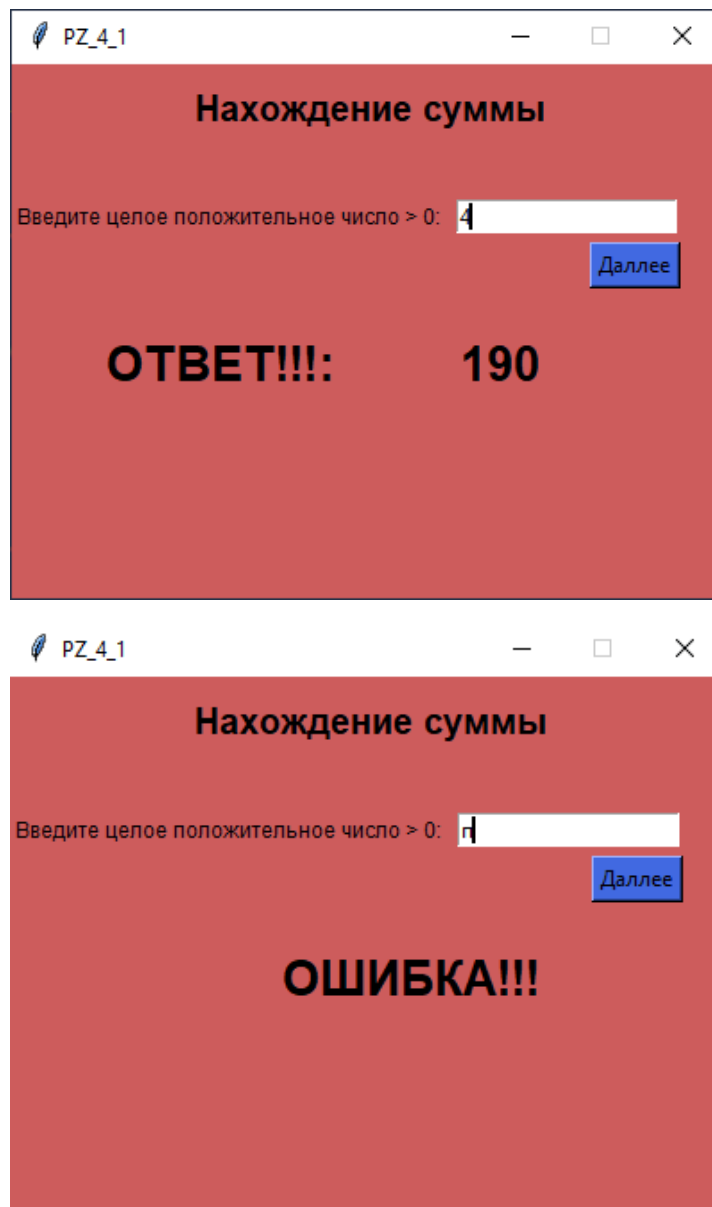 PZ_4_1
Нахождение суммы
Введите целое положительное число > 0: 4
Даллее
ОТВЕТ!!!: 190
PZ_4_1
Нахождение суммы
Введите целое положительное число > 0: п
Даллее
ОШИБКА!!!